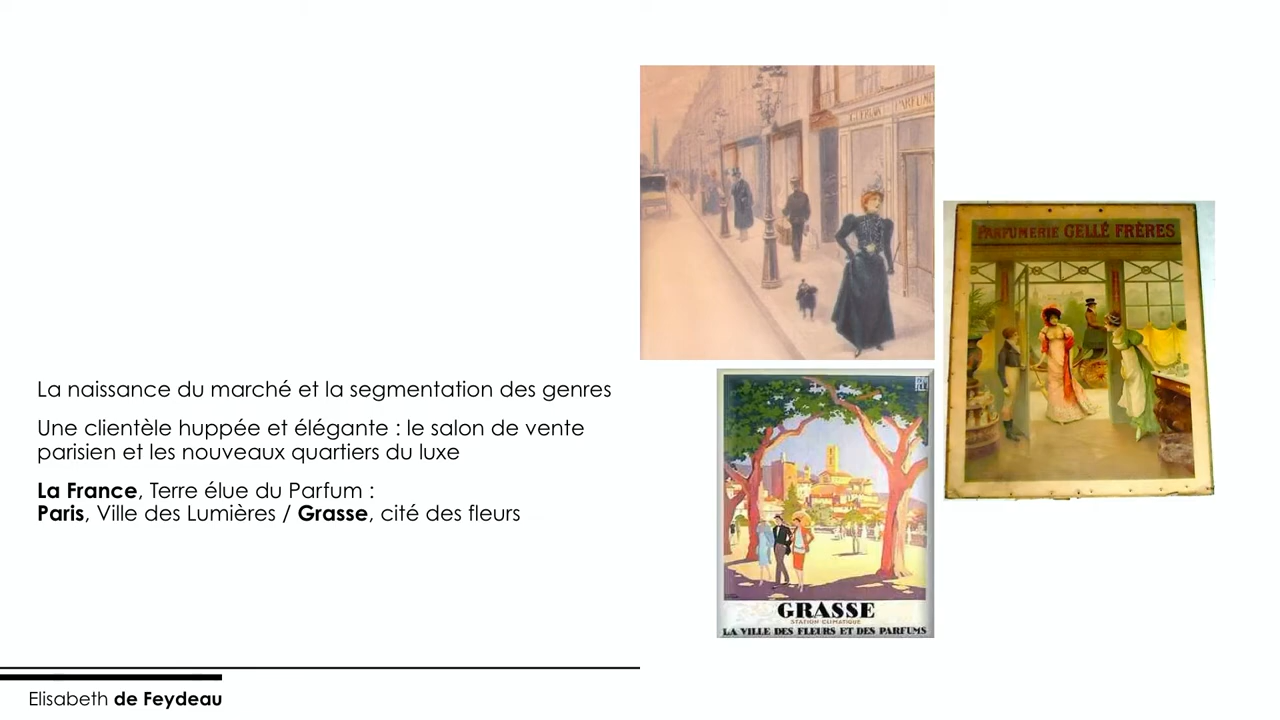 La naissance du marché et la segmentation des genres
Une clientèle huppée et élégante : le salon de vente
parisien et les nouveaux quartiers du luxe
La France, Terre élue du Parfum :
Paris, Ville des Lumières / Grasse, cité des fleurs
PARFUMERIE GELLÉ FRÈRES
GRASSE
STATION CLIMATIQUE
LA VILLE DES FLEURS ET DES PARFUMS
Elisabeth de Feydeau